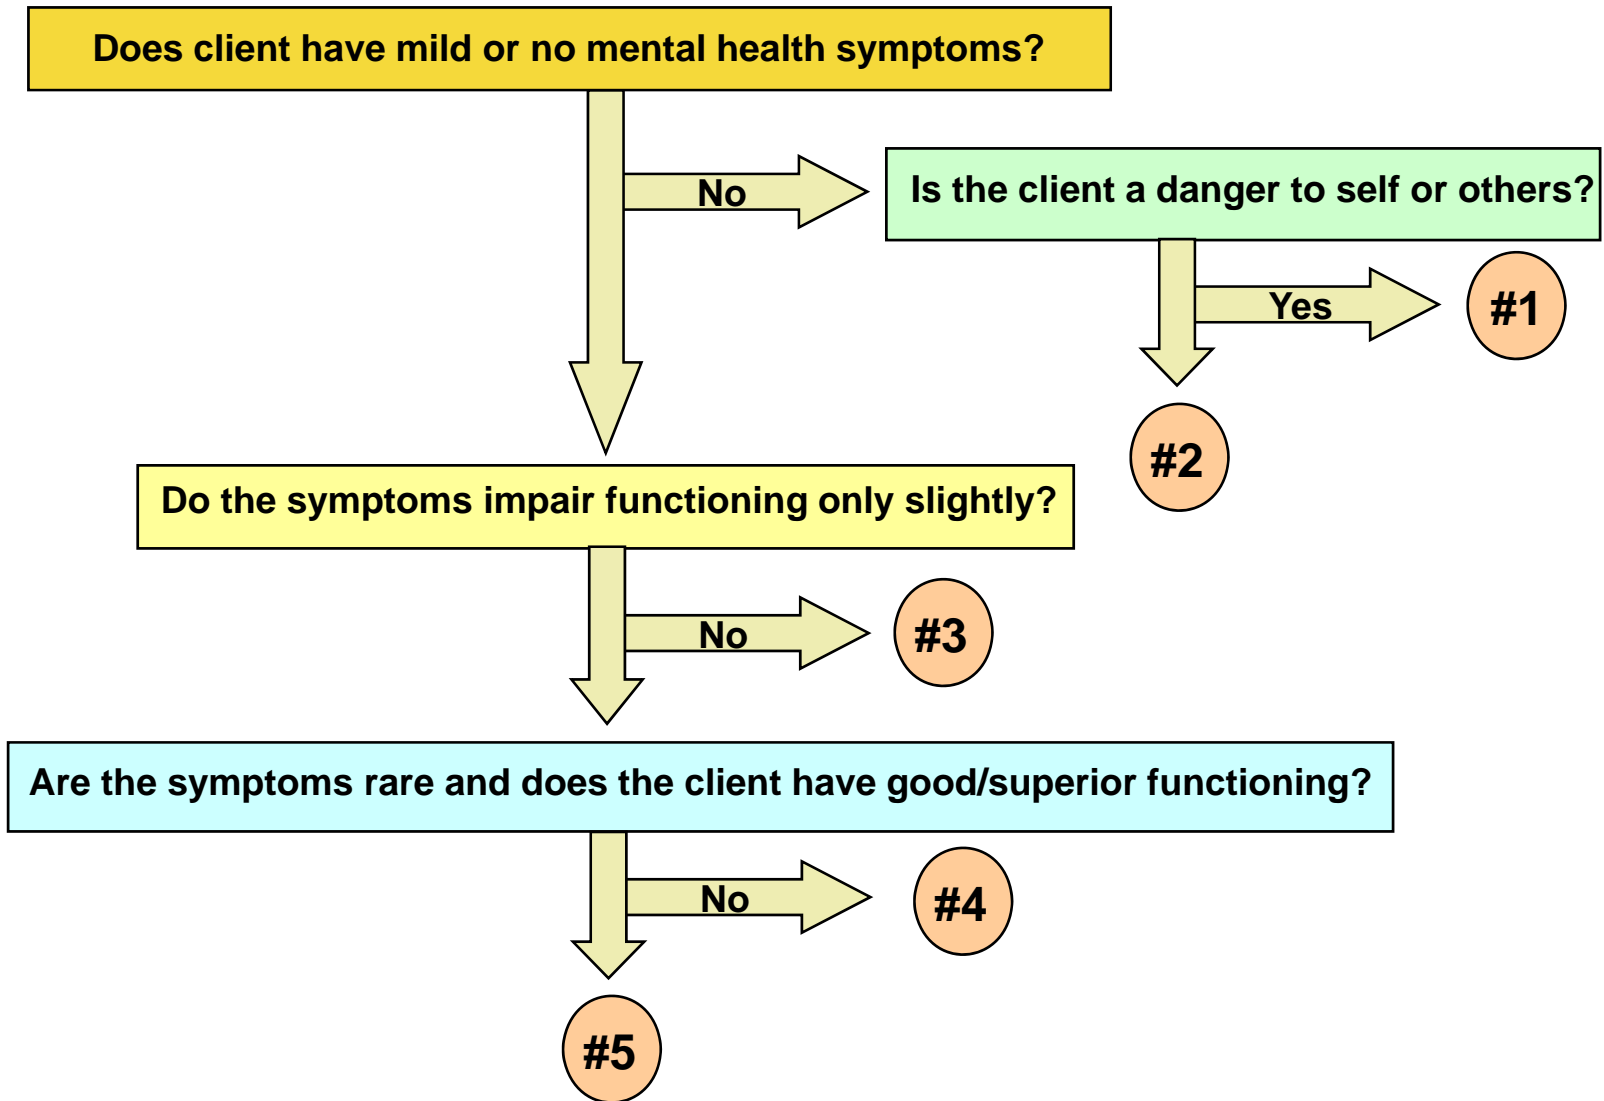 Does client have mild or no mental health symptoms?
No
Is the client a danger to self or others?
Yes
#1
#2
Do the symptoms impair functioning only slightly?
No
#3
Are the symptoms rare and does the client have good/superior functioning?
No
#4
#5